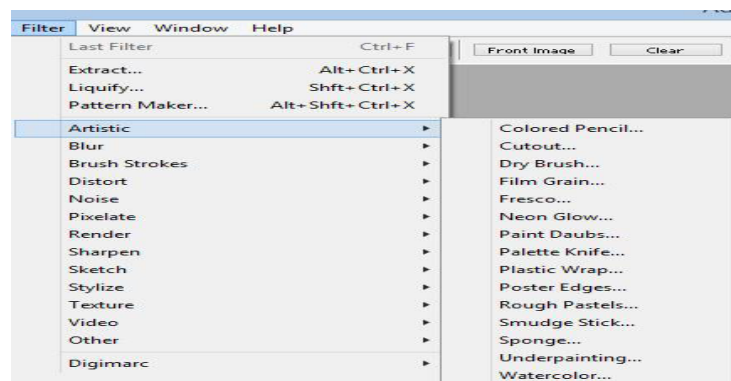 Filter View Window Help
Last Filter Ctrl+F
Front Image Clear
Extract... Alt+Ctrl+X
Liquify... Shft+Ctrl+X
Pattern Maker... Alt+Shft+Ctrl+X
Artistic
Blur
Brush Strokes
Distort
Noise
Pixelate
Render
Sharpen
Sketch
Stylize
Texture
Video
Other
Digimarc
Colored Pencil...
Cutout...
Dry Brush...
Film Grain...
Fresco...
Neon Glow...
Paint Daubs...
Palette Knife...
Plastic Wrap...
Poster Edges...
Rough Pastels...
Smudge Stick...
Sponge...
Underpainting...
Watercolor...